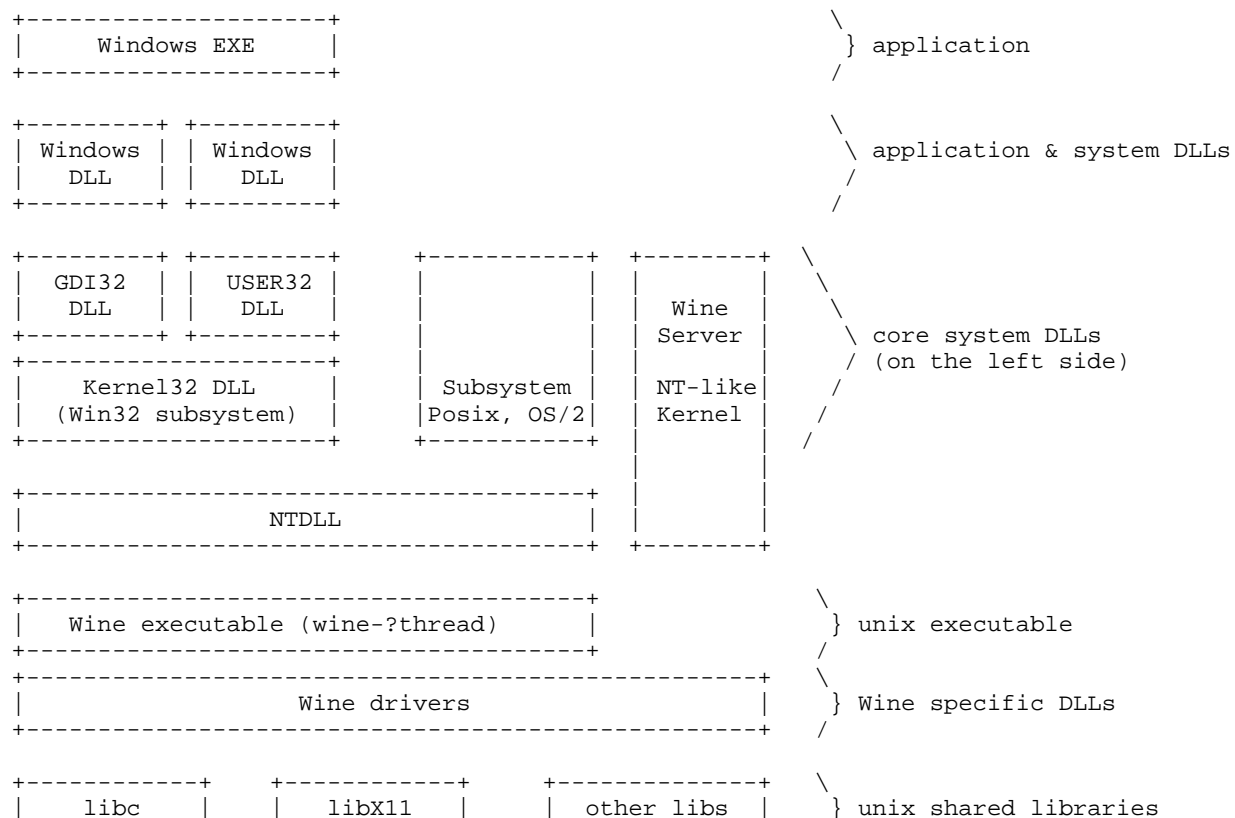 Windows EXE } application
Windows Windows application & system DLLs
DLL DLL
GDI32 USER32
DLL DLL Wine
Server core system DLLs
(on the left side)
Kernel32 DLL Subsystem NT-like
(Win32 subsystem) Posix, OS/2 Kernel
NTDLL
Wine executable (wine-?thread) } unix executable
Wine drivers } Wine specific DLLs
libc libX11 other libs } unix shared libraries